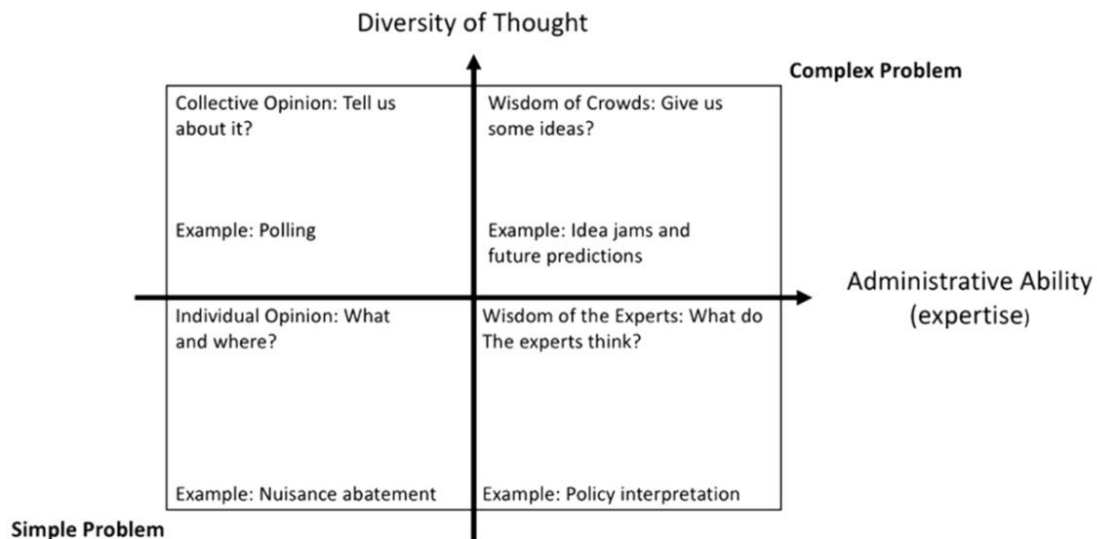 Diversity of Thought
Complex Problem
Collective Opinion: Tell us
about it?
Example: Polling
Wisdom of Crowds: Give us
some ideas?
Example: Idea jams and
future predictions
Administrative Ability
(expertise)
Individual Opinion: What
and where?
Example: Nuisance abatement
Wisdom of the Experts: What do
The experts think?
Example: Policy interpretation
Simple Problem